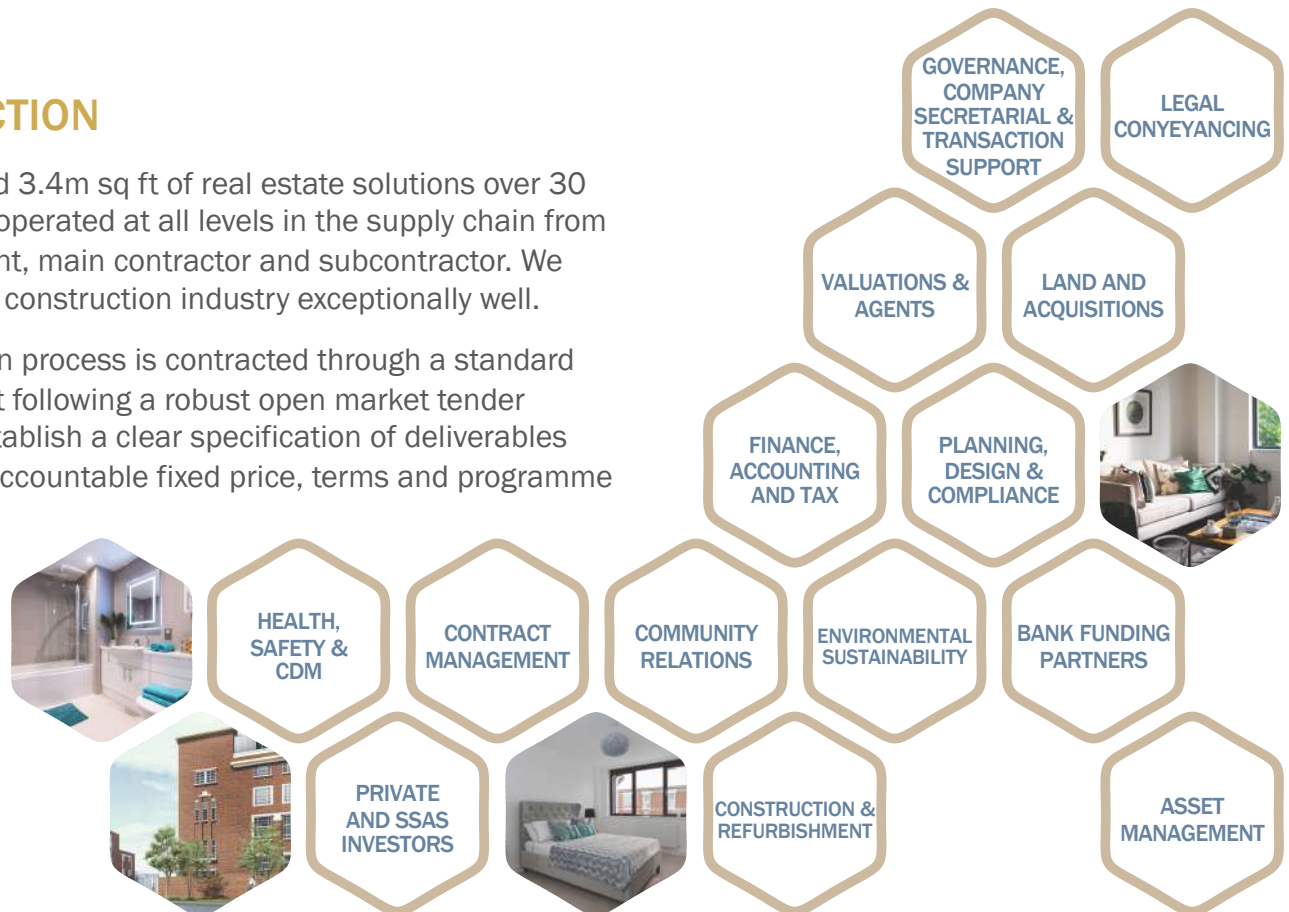 CTION
d 3.4m sq ft of real estate solutions over 30
operated at all levels in the supply chain from
nt, main contractor and subcontractor. We
construction industry exceptionally well.
n process is contracted through a standard
t following a robust open market tender
tablish a clear specification of deliverables
ccountable fixed price, terms and programme
GOVERNANCE,
COMPANY
SECRETARIAL &
TRANSACTION
SUPPORT
LEGAL
CONYEYANCING
VALUATIONS &
AGENTS
LAND AND
ACQUISITIONS
FINANCE,
ACCOUNTING
AND TAX
PLANNING,
DESIGN &
COMPLIANCE
HEALTH,
SAFETY &
CDM
CONTRACT
MANAGEMENT
COMMUNITY
RELATIONS
ENVIRONMENTAL
SUSTAINABILITY
BANK FUNDING
PARTNERS
PRIVATE
AND SSAS
INVESTORS
CONSTRUCTION &
REFURBISHMENT
ASSET
MANAGEMENT